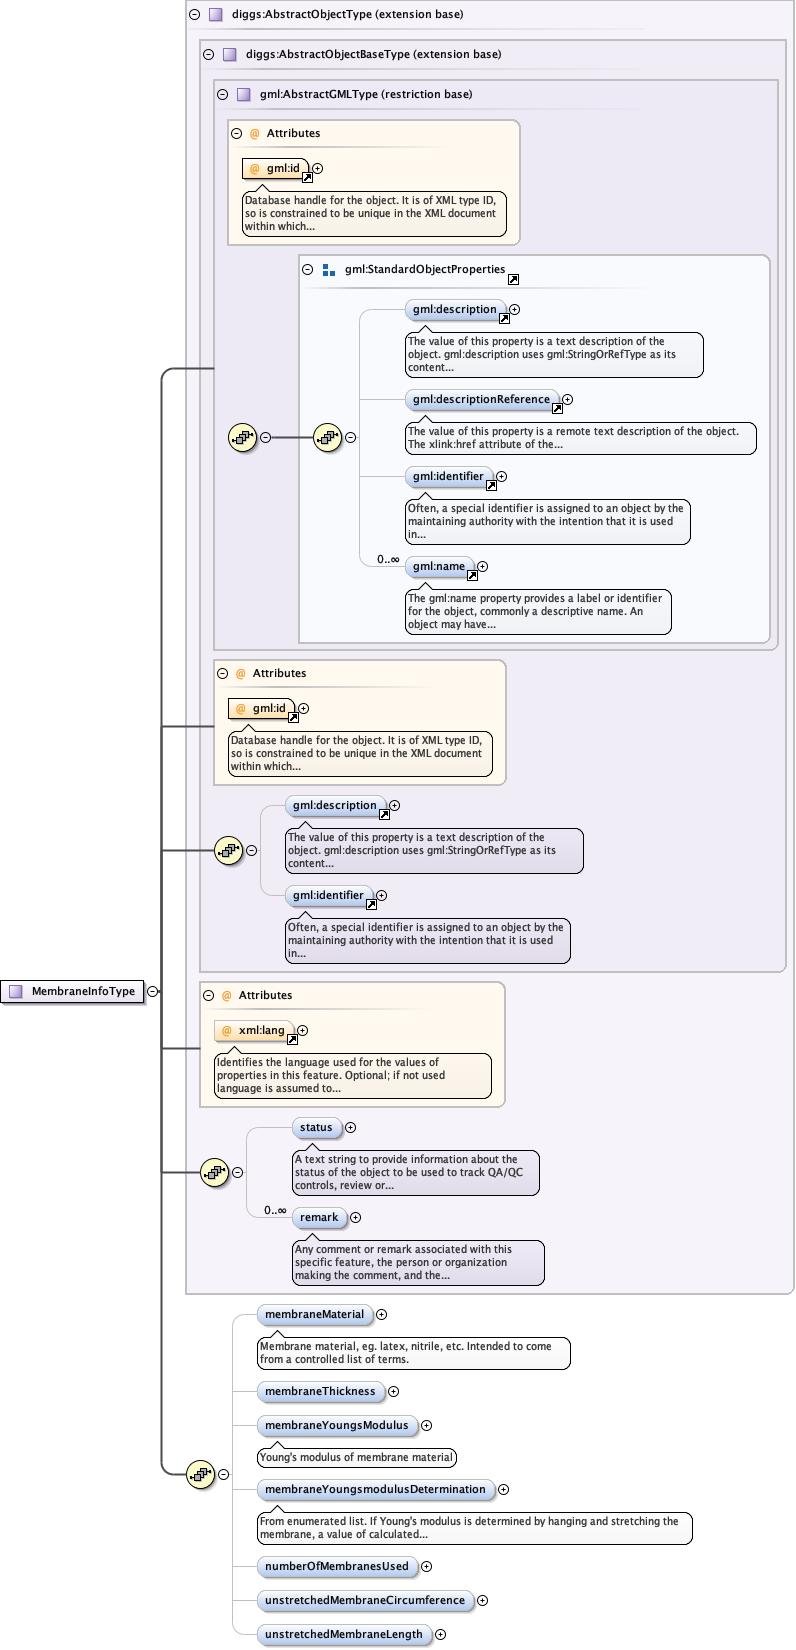 diggs:AbstractObjectType (extension base)
diggs:AbstractObjectBaseType (extension base)
gml:AbstractGMLType (restriction base)
@ Attributes
@ gml:id
Database handle for the object. It is of XML type ID,
so is constrained to be unique in the XML document
within which...
gml:StandardObjectProperties
gml:description
The value of this property is a text description of the
object. gml:description uses gml:StringOrRefType as its
content...
gml:descriptionReference
The value of this property is a remote text description of the object.
The xlink:href attribute of the...
gml:identifier
Often, a special identifier is assigned to an object by the
maintaining authority with the intention that it is used
in...
0..∞
gml:name
The gml:name property provides a label or identifier
for the object, commonly a descriptive name. An
object may have...
@ Attributes
@ gml:id
Database handle for the object. It is of XML type ID,
so is constrained to be unique in the XML document
within which...
gml:description
The value of this property is a text description of the
object. gml:description uses gml:StringOrRefType as its
content...
gml:identifier
Often, a special identifier is assigned to an object by the
maintaining authority with the intention that it is used
in...
MembraneInfoType
@ Attributes
@ xml:lang
Identifies the language used for the values of
properties in this feature. Optional; if not used
language is assumed to...
status
A text string to provide information about the
status of the object to be used to track QA/QC
controls, review or...
0..∞
remark
Any comment or remark associated with this
specific feature, the person or organization
making the comment, and the...
membraneMaterial
Membrane material, eg. latex, nitrile, etc. Intended to come
from a controlled list of terms.
membraneThickness
membraneYoungsModulus
Young's modulus of membrane material
membraneYoungsmodulusDetermination
From enumerated list. If Young's modulus is determined by hanging and stretching the
membrane, a value of calculated...
numberOfMembranesUsed
unstretchedMembraneCircumference
unstretchedMembraneLength